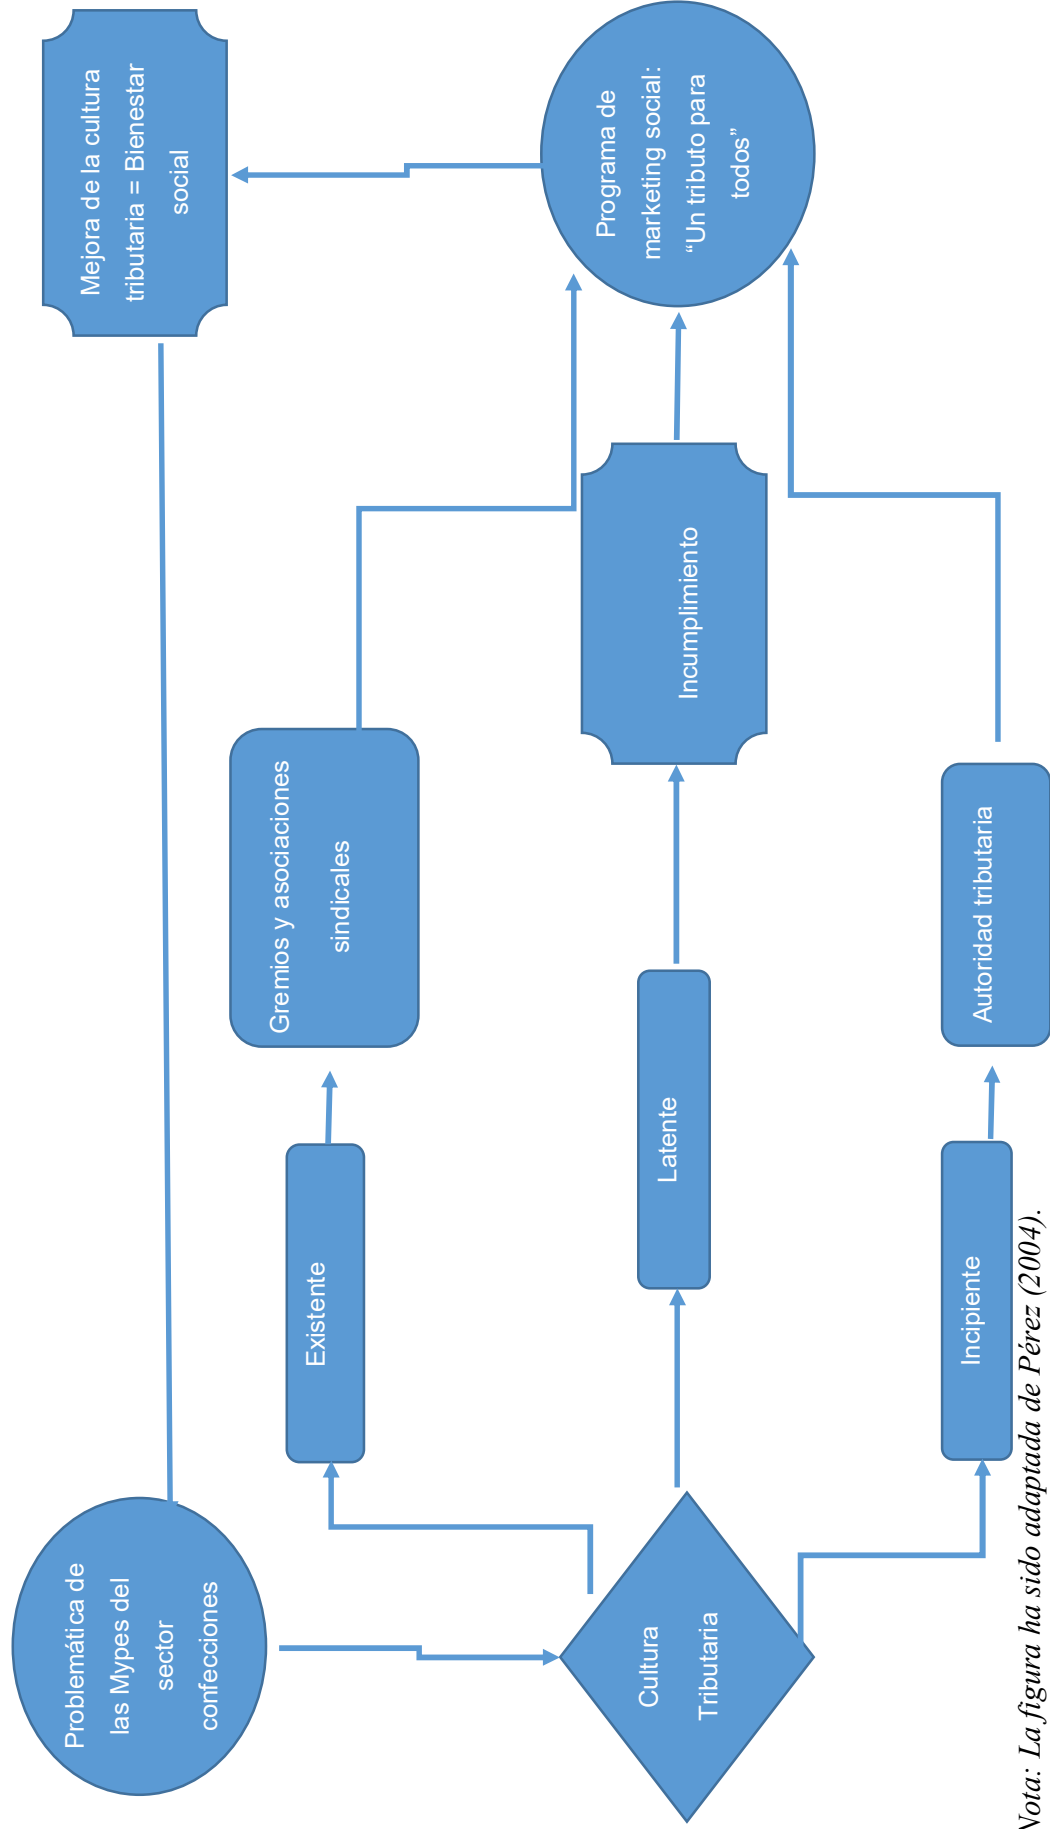 Problemática de
las Mypes del
sector
confecciones
Mejora de la cultura
tributaria = Bienestar
social
Existente
Gremios y asociaciones
sindicales
Cultura
Tributaria
Latente
Incumplimiento
Programa de
marketing social:
“Un tributo para
todos”
Incipiente
Autoridad tributaria
Nota: La figura ha sido adaptada de Pérez (2004).